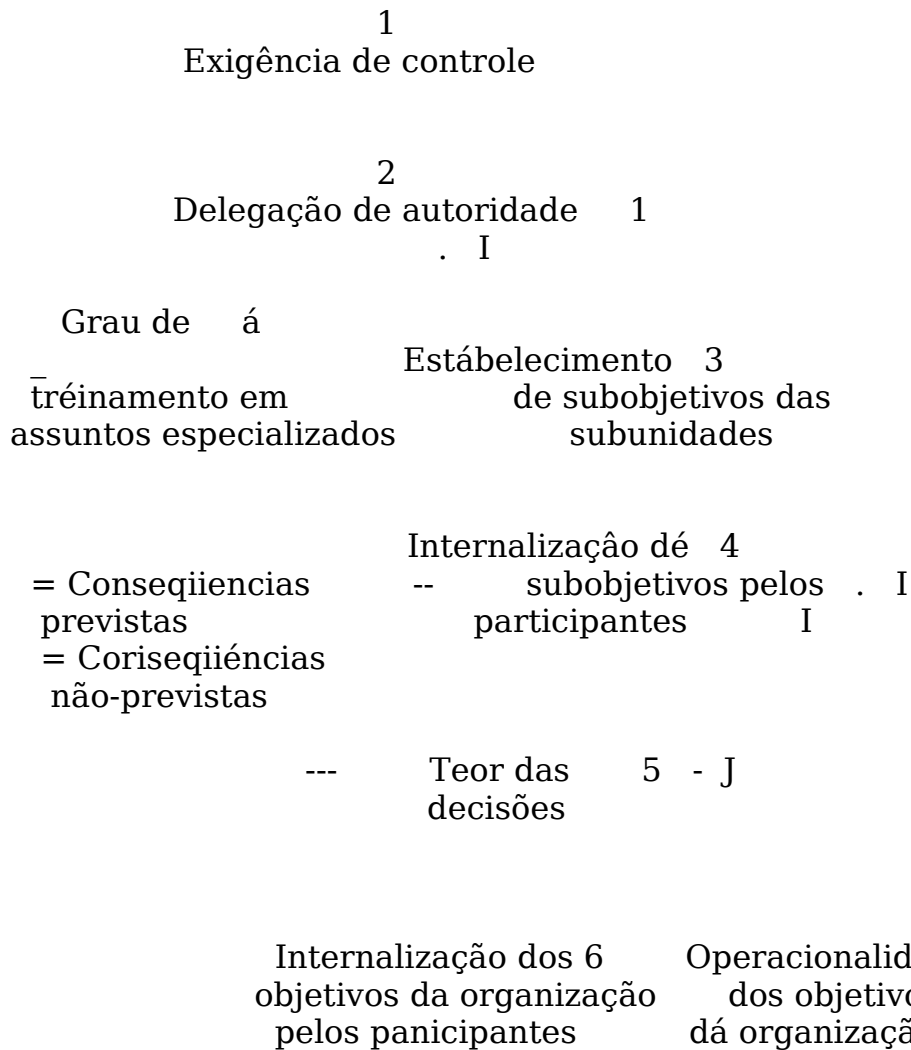 1
Exigência de controle
2
Delegação de autoridade 1
. I
Grau de á
Estábelecimento 3
_
tréinamento em de subobjetivos das
assuntos especializados subunidades
Internalizaçâo dé 4
= Conseqiiencias -- subobjetivos pelos . I
previstas participantes I
= Coriseqiiéncias
não-previstas
--- Teor das 5 - J
decisões
Internalização dos 6 Operacionalid
objetivos da organização dos objetivo
pelos panicipantes dá organizaçã